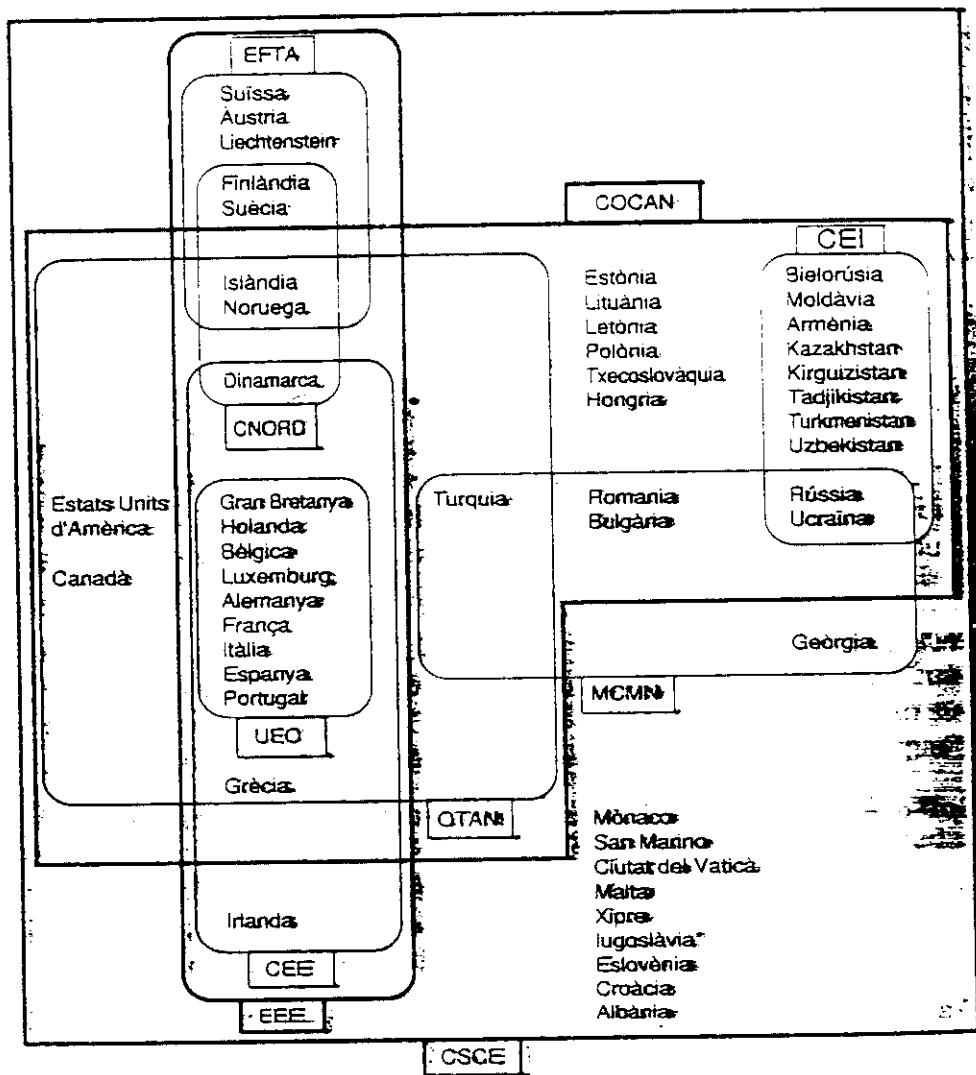 EFTA
Suïssa
Àustria
Liechtenstein
Finlàndia
Suècia
Islàndia
Noruega
Dinamarca
CNORD
Estats Units
d'Amèrica
Canadà
Gran Bretanya
Holanda
Bèlgica
Luxemburg
Alemanya
França
Itàlia
Espanya
Portugal
UEO
Grècia
Irlanda
CEE
EEE
OTAN
Turquia
COCAN
Estònia
Lituània
Letònia
Polònia
Txecoslovàquia
Hongria
Romania
Bulgària
CEI
Bielorúsia
Moldàvia
Armènia
Kazakhstan
Kirguizistan
Tadjikistan
Turkmenistan
Uzbekistan
Rússia
Ucraïna
Geòrgia
MCMN
Mònaco
San Marino
Ciutat del Vaticà
Malta
Xipre
Iugoslàvia*
Eslovènia
Croàcia
Albània
CSCE